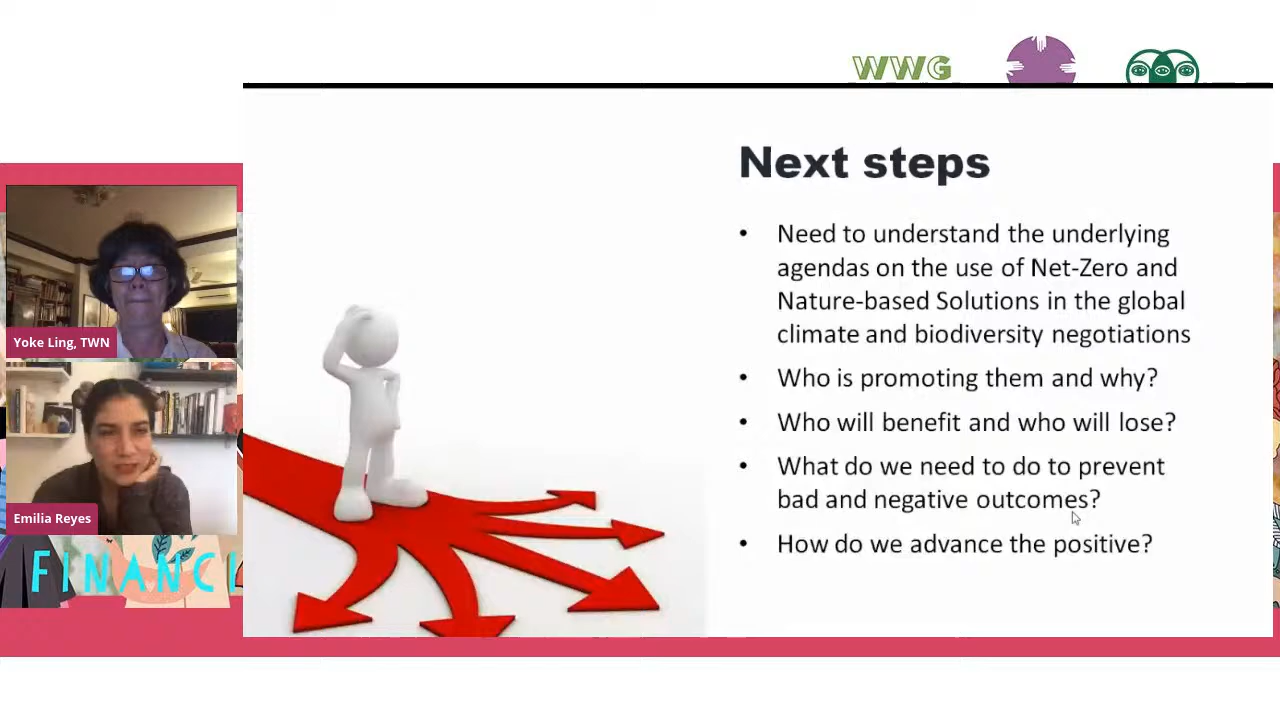 WWG
Next steps
• Need to understand the underlying
agendas on the use of Net-Zero and
Nature-based Solutions in the global
climate and biodiversity negotiations
• Who is promoting them and why?
• Who will benefit and who will lose?
• What do we need to do to prevent
bad and negative outcomes?
• How do we advance the positive?
Yoke Ling, TWN
Emilia Reyes
FINANCI